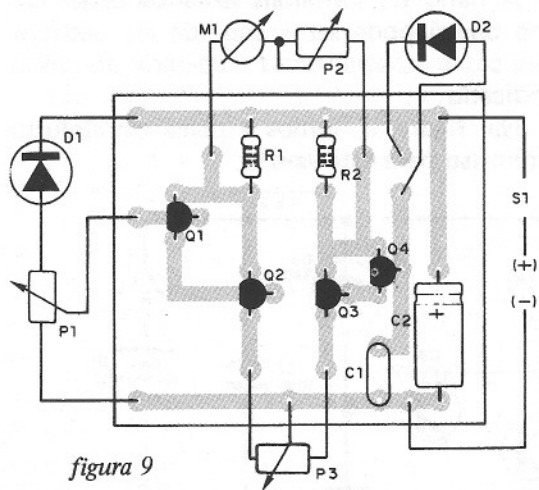 M1
P2
D2
D1
R1
R2
S1
Q1
Q4
(+)
Q2
Q3
C2
(-)
P1
+
C1
P3
figura 9